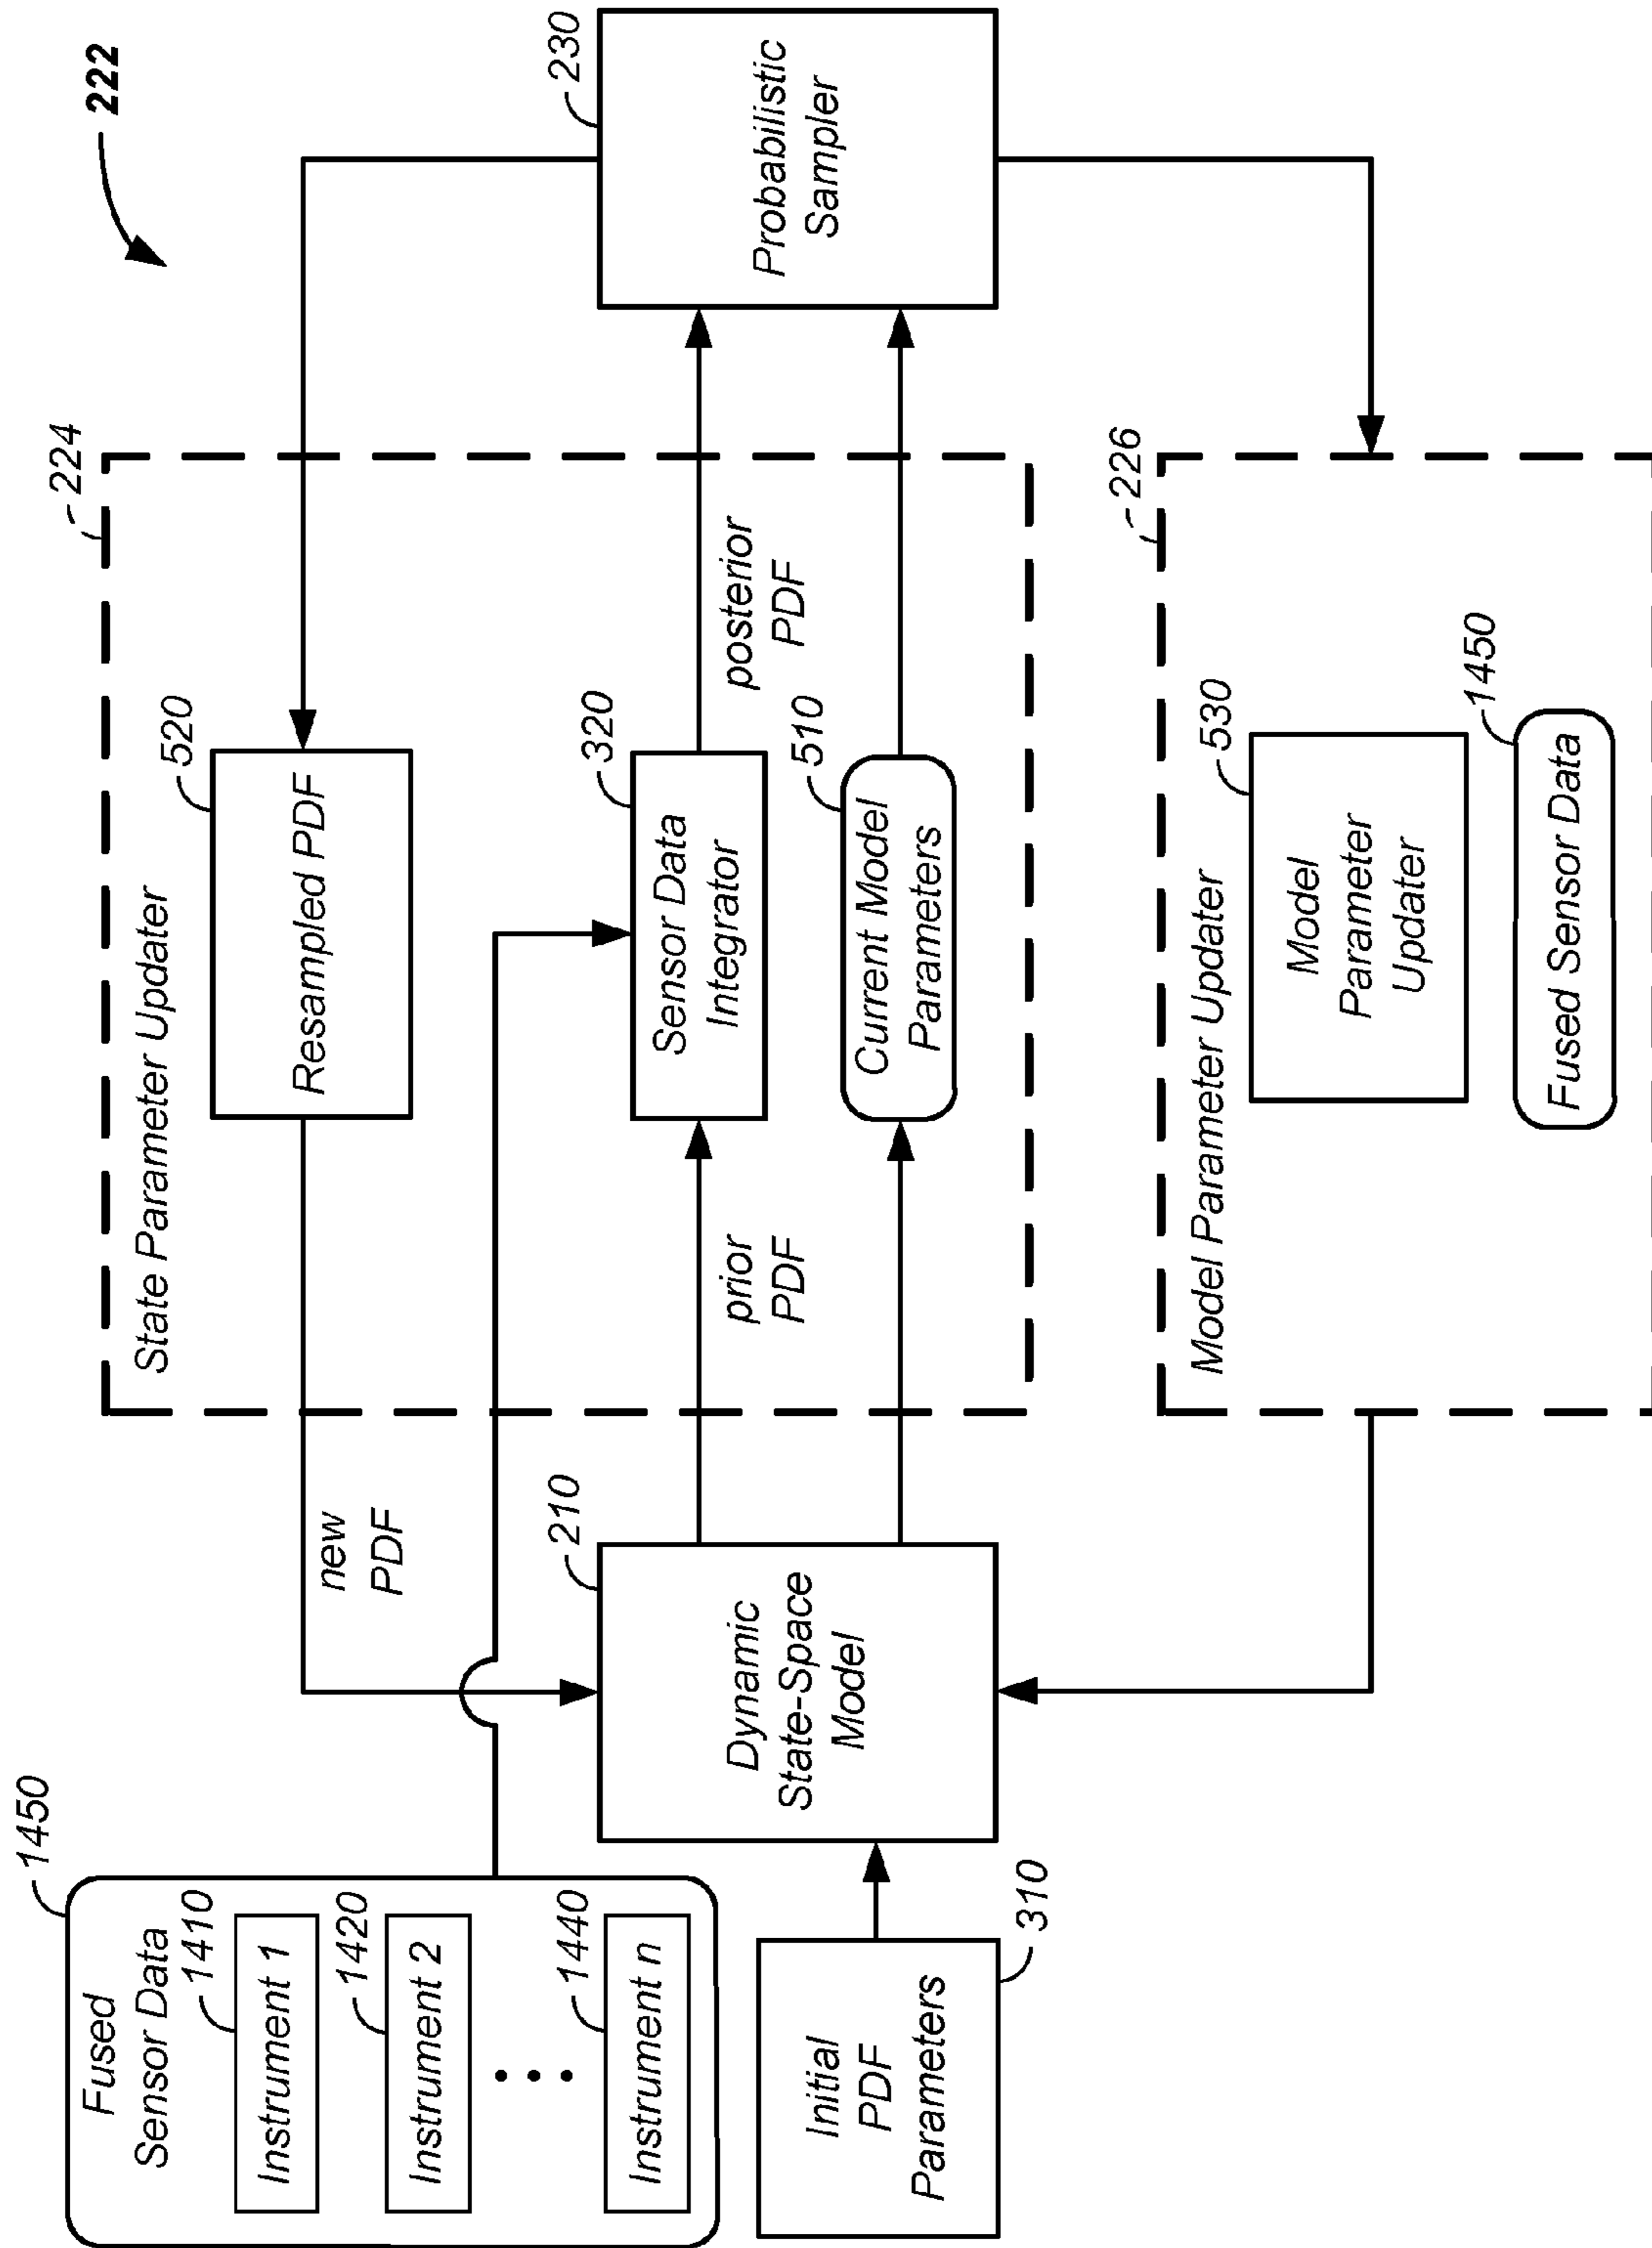 222
1450
Fused
Sensor Data
1410
Instrument 1
1420
Instrument 2
1440
Instrument n
Initial
PDF
Parameters
310
new
PDF
210
Dynamic
State-Space
Model
224
State Parameter Updater
520
Resampled PDF
prior
PDF
320
Sensor Data
Integrator
posterior
PDF
510
Current Model
Parameters
230
Probabilistic
Sampler
226
Model Parameter Updater
530
Model
Parameter
Updater
1450
Fused Sensor Data